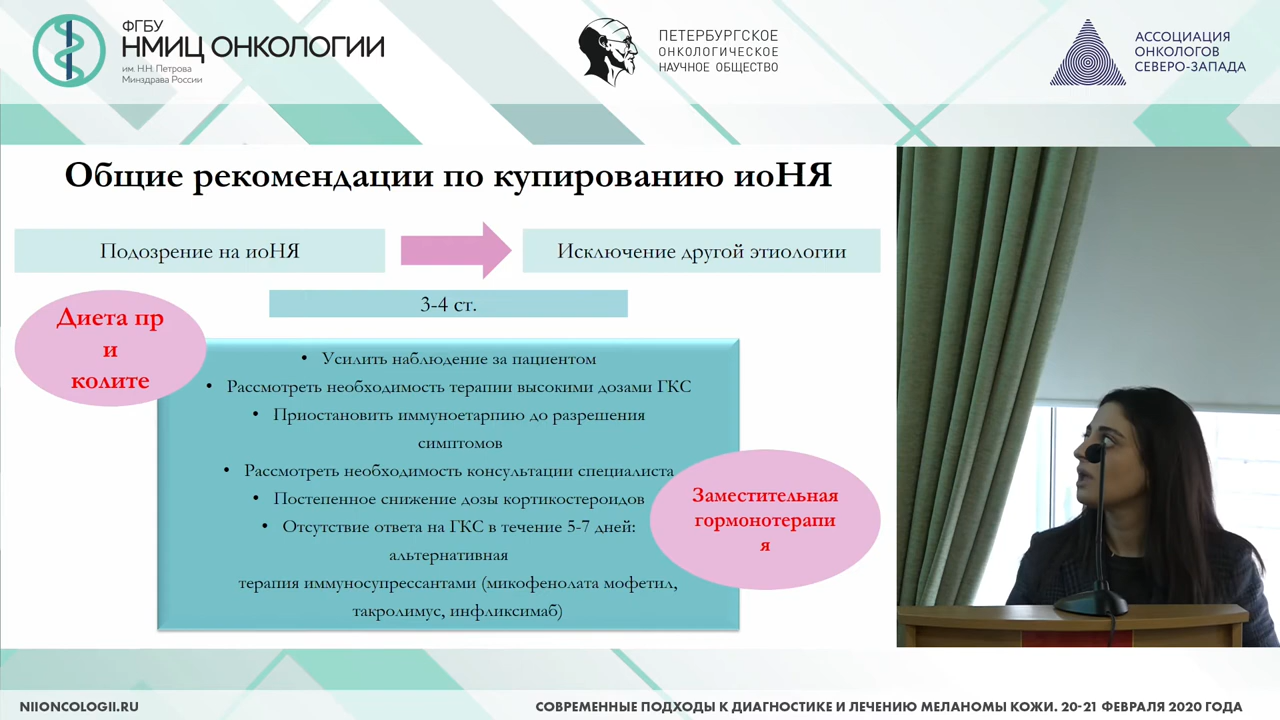 ФГБУ
НМИЦ ОНКОЛОГИИ
им. Н.Н. Петрова
Минздрава России
ПЕТЕРБУРГСКОЕ
ОНКОЛОГИЧЕСКОЕ
НАУЧНОЕ ОБЩЕСТВО
АССОЦИАЦИЯ
ОНКОЛОГОВ
СЕВЕРО-ЗАПАДА
Общие рекомендации по купированию иоНЯ
Подозрение на иоНЯ
Исключение другой этиологии
3-4 ст.
Диета пр
и
колите
• Усилить наблюдение за пациентом
• Рассмотреть необходимость терапии высокими дозами ГКС
• Приостановить иммуноетарпию до разрешения
симптомов
• Рассмотреть необходимость консультации специалиста
• Постепенное снижение дозы кортикостероидов
• Отсутствие ответа на ГКС в течение 5-7 дней:
альтернативная
терапия иммуносупрессантами (микофенолата мофетил,
такролимус, инфликсимаб)
Заместительная
гормонотерапи
я
NIIONCOLOGII.RU
СОВРЕМЕННЫЕ ПОДХОДЫ К ДИАГНОСТИКЕ И ЛЕЧЕНИЮ МЕЛАНОМЫ КОЖИ. 20-21 ФЕВРАЛЯ 2020 ГОДА